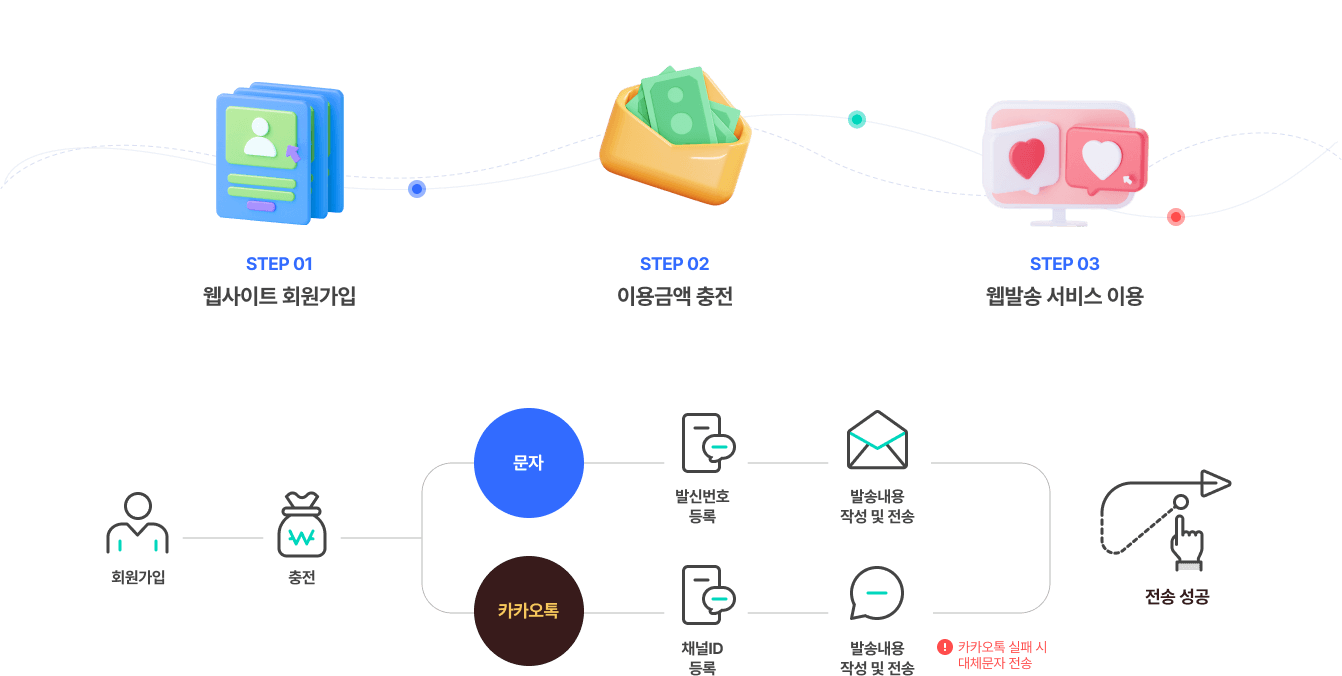 STEP 01
웹사이트 회원가입
STEP 02
이용금액 충전
STEP 03
웹발송 서비스 이용
회원가입
충전
문자
발신번호
등록
발송내용
작성 및 전송
카카오톡
채널ID
등록
발송내용
작성 및 전송
카카오톡 실패 시
대체문자 전송
전송 성공